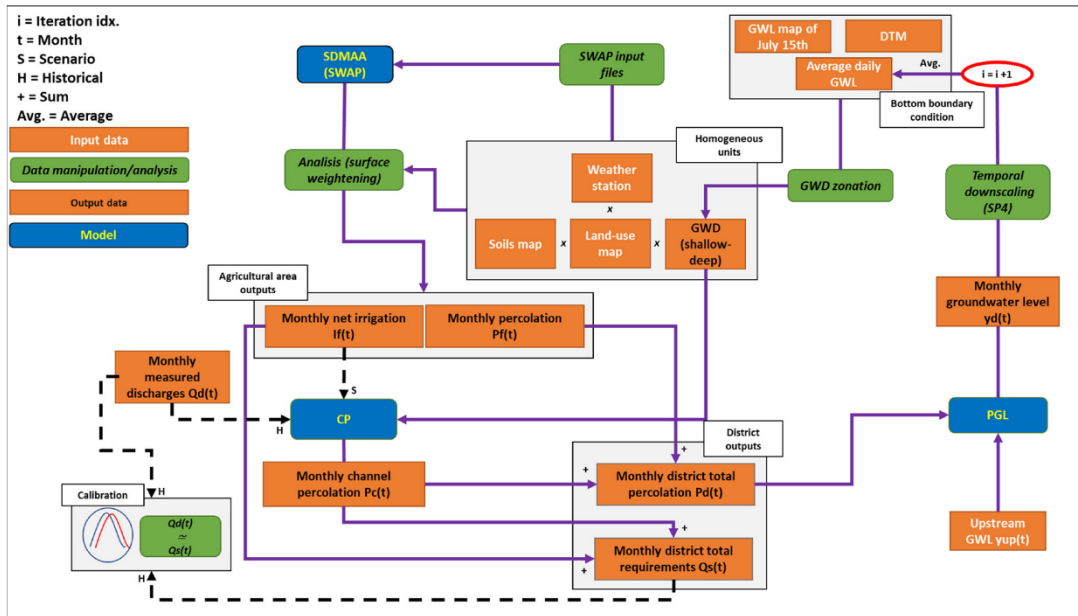 i = Iteration idx.
t = Month
S = Scenario
H = Historical
+ = Sum
Avg. = Average
Input data
Data manipulation/analysis
Output data
Model
SDMAA
(SWAP)
SWAP input
files
GWL map of
July 15th
DTM
Average daily
GWL
Avg.
i = i +1
Bottom boundary
condition
Analisis (surface
weightening)
Homogeneous
units
Weather
station
x
Soils map
x
Land-use
map
x
GWD
(shallow-
deep)
GWD zonation
Temporal
downscaling
(SP4)
Agricultural area
outputs
Monthly net irrigation
If(t)
Monthly percolation
Pf(t)
Monthly
groundwater level
yd(t)
Monthly
measured
discharges Qd(t)
S
H
CP
PGL
District
outputs
+
Monthly channel
percolation Pc(t)
+
Monthly district total
percolation Pd(t)
+
Monthly district total
requirements Qs(t)
+
Upstream
GWL yup(t)
Calibration
H
Qd(t)
≃
Qs(t)
H